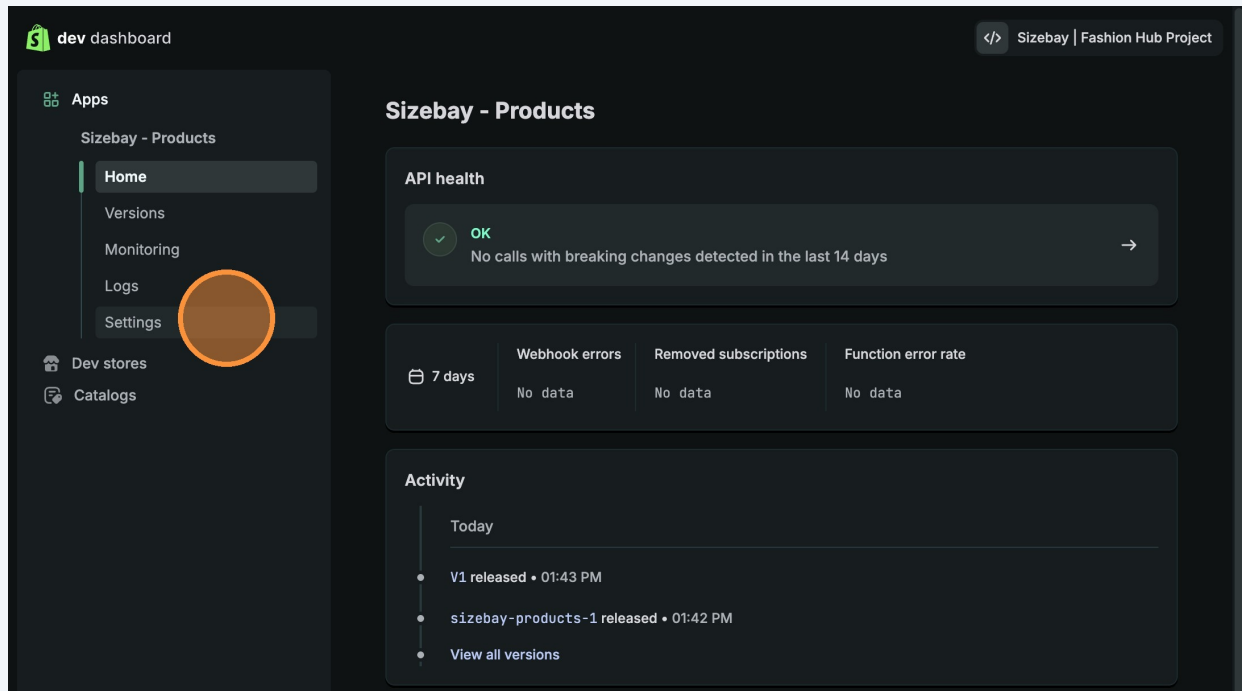 dev dashboard
Sizebay | Fashion Hub Project
Apps
Sizebay - Products
Home
Versions
Monitoring
Logs
Settings
Dev stores
Catalogs
Sizebay - Products
API health
OK
No calls with breaking changes detected in the last 14 days
7 days
Webhook errors
No data
Removed subscriptions
No data
Function error rate
No data
Activity
Today
V1 released • 01:43 PM
sizebay-products-1 released • 01:42 PM
View all versions